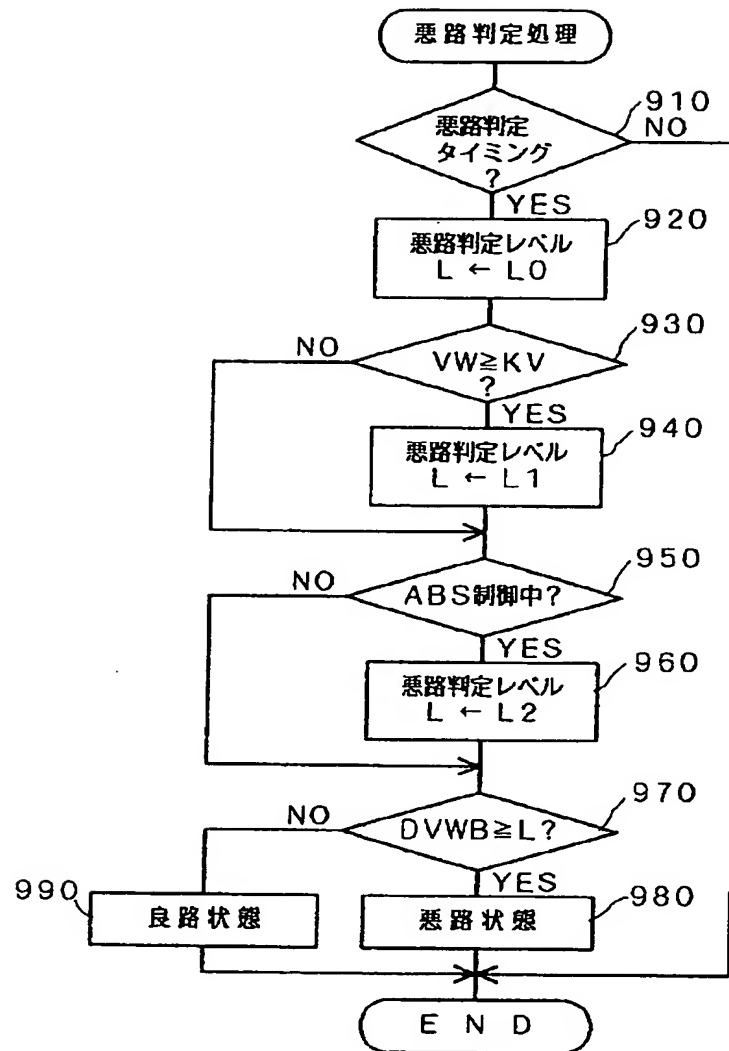 悪路判定処理
910
悪路判定
タイミング
?
NO
YES
920
悪路判定レベル
L ← L0
930
VW≧KV
?
NO
YES
940
悪路判定レベル
L ← L1
950
ABS制御中?
NO
YES
960
悪路判定レベル
L ← L2
970
DVWB≧L?
NO
YES
990
良路状態
980
悪路状態
END